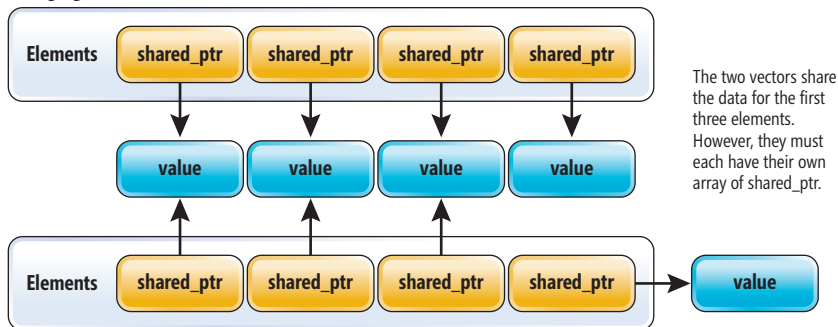 Elements shared_ptr shared_ptr shared_ptr shared_ptr
The two vectors share
the data for the first
three elements.
However, they must
each have their own
array of shared_ptr.
value value value value
Elements shared_ptr shared_ptr shared_ptr shared_ptr value